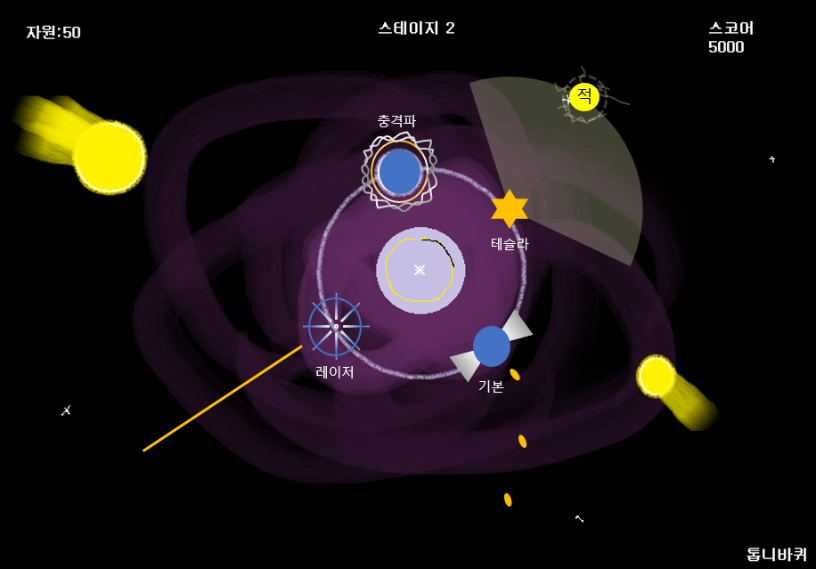 자원:50
스테이지 2
스코어
5000
적
충격파
테슬라
레이저
기본
톱니바퀴